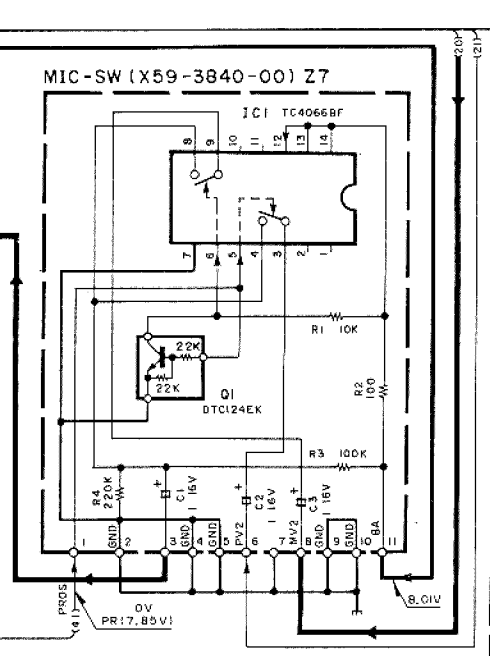 (20)
(21)
MIC-SW (X59-3840-00) Z7
IC1 TC4066BF
8 9 10 11 12 13 14
7 6 5 4 3 2 1
R1 10K
22K
22K
Q1
DTC124EK
R2
100
R3 100K
R4
220K
C1
1 16V
C2
1 16V
C3
1 16V
GND GND GND PV2 MV2 GND GND 8A
1 2 3 4 5 6 7 8 9 10 11
PROS
(41)
0V
PR(7.85V)
8.01V